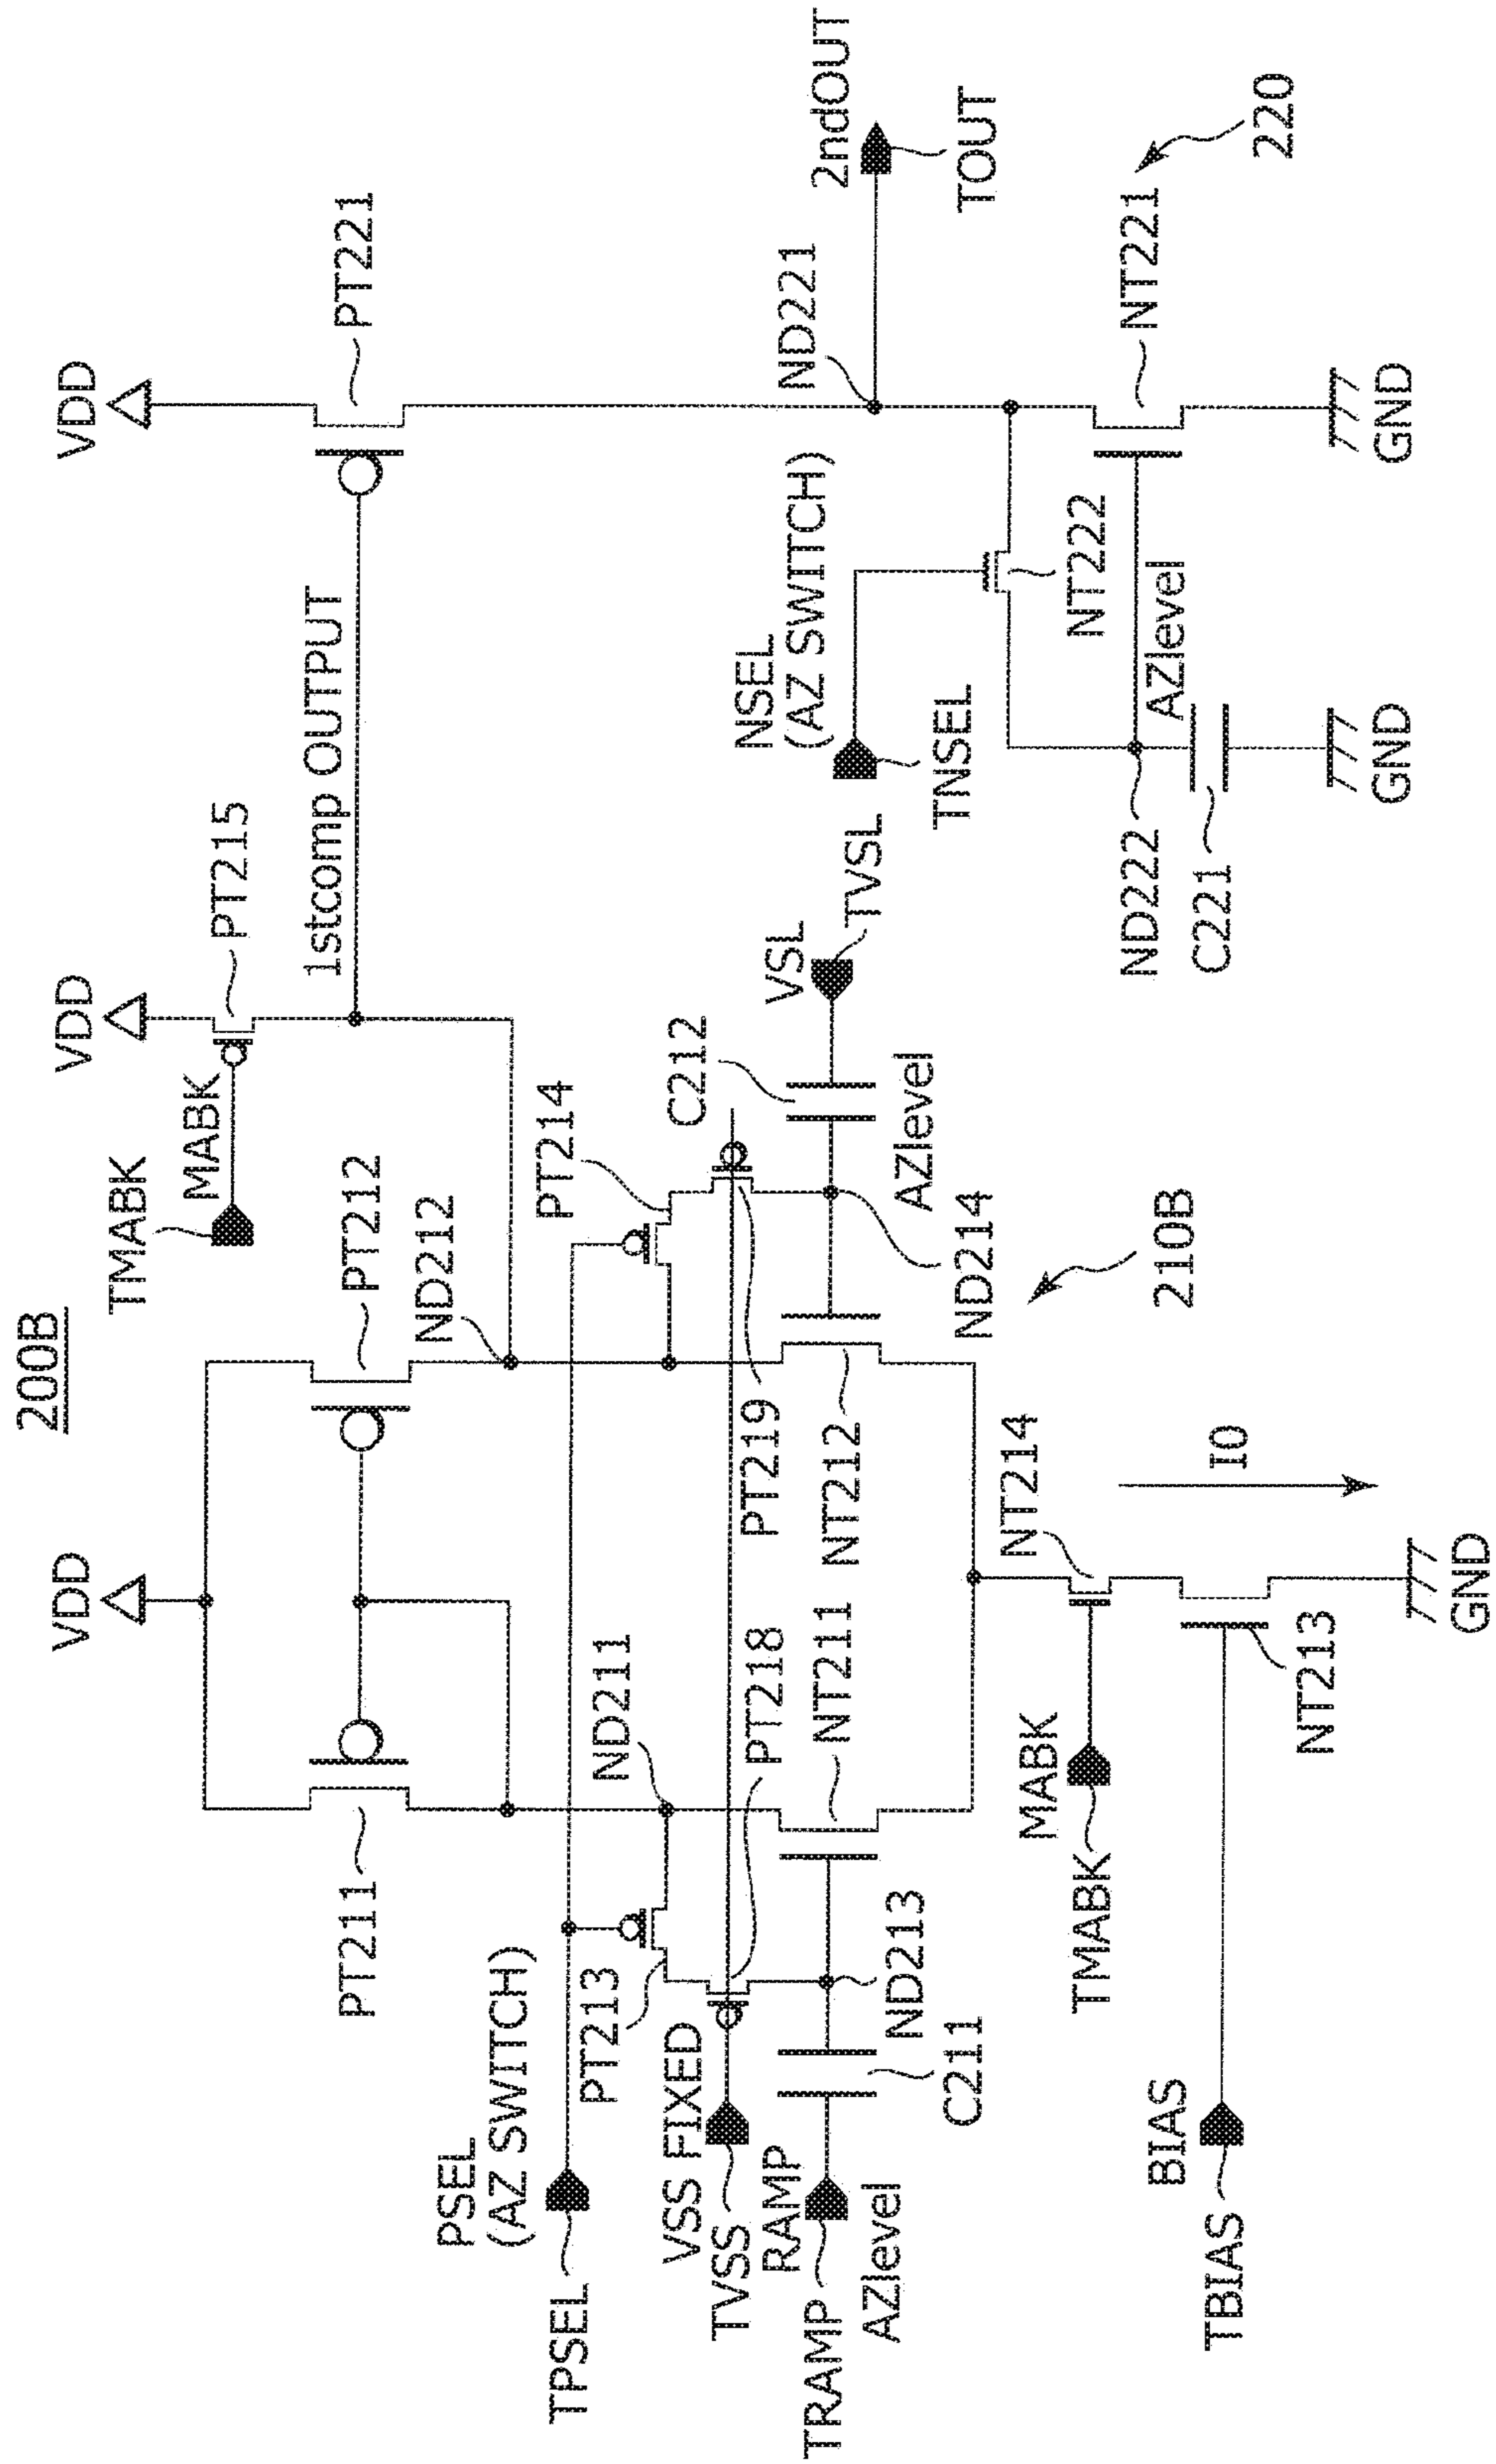 200B
VDD
VDD
VDD
TMABK
MABK
PT215
PT211
PT212
1stcomp OUTPUT
PT221
ND212
PSEL
(AZ SWITCH)
TPSEL
PT213
ND211
PT214
C212
VSL
TVSL
NSEL
(AZ SWITCH)
TNSEL
ND221
2ndOUT
TOUT
VSS FIXED
TVSS
RAMP
TRAMP
AZlevel
C211
ND213
PT218
NT211
PT219
NT212
AZlevel
ND214
210B
NT222
AZlevel
ND222
C221
NT221
220
MABK
TMABK
NT214
I0
BIAS
TBIAS
NT213
GND
GND
GND